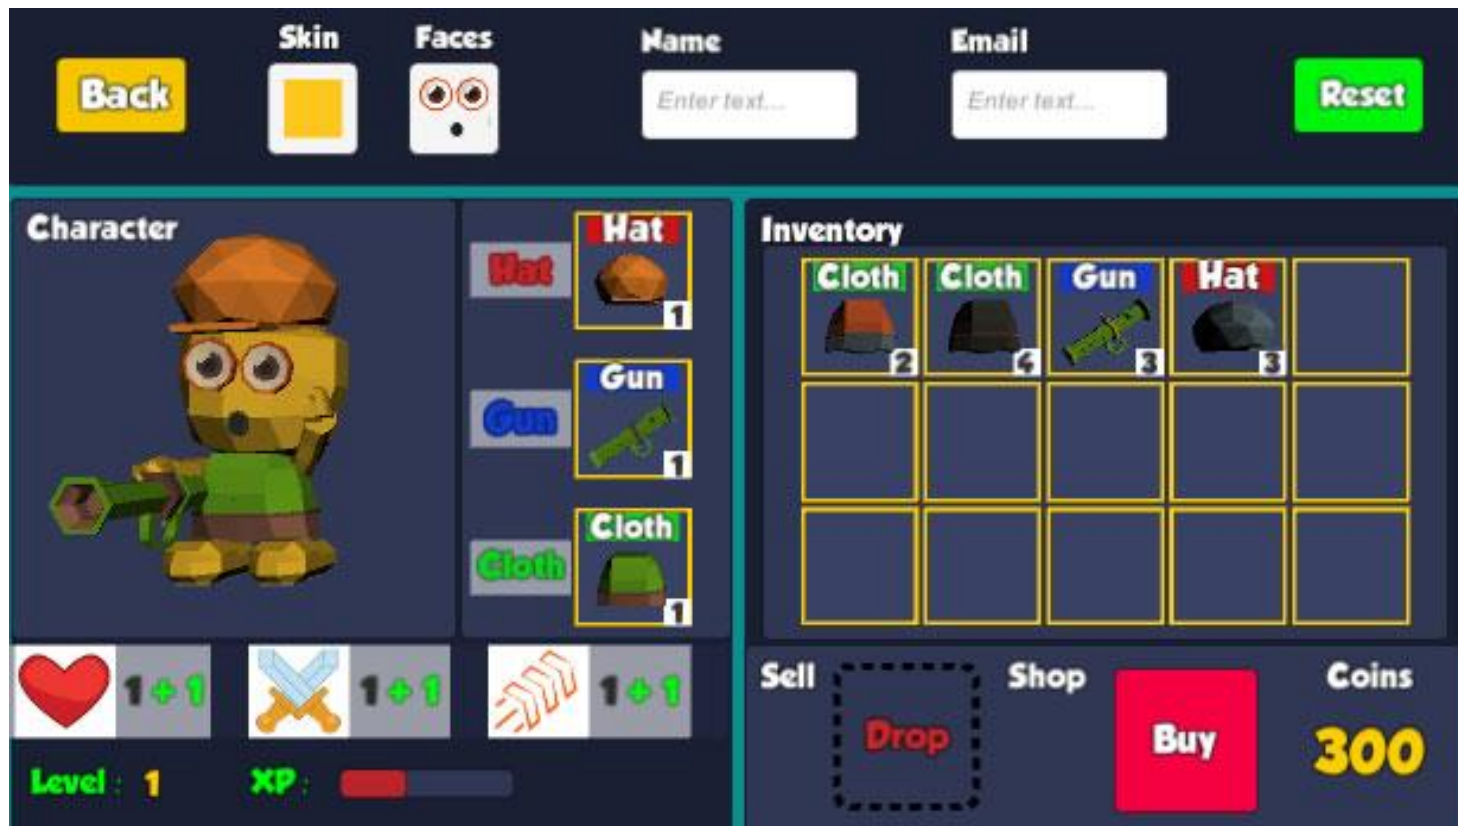 Back
Skin
Faces
Name
Enter text...
Email
Enter text...
Reset
Character
Hat
Hat
1
Gun
Gun
1
Cloth
Cloth
1
1 + 1
1 + 1
1 + 1
Level : 1
XP :
Inventory
Cloth
2
Cloth
4
Gun
3
Hat
3
Sell
Drop
Shop
Buy
Coins
300